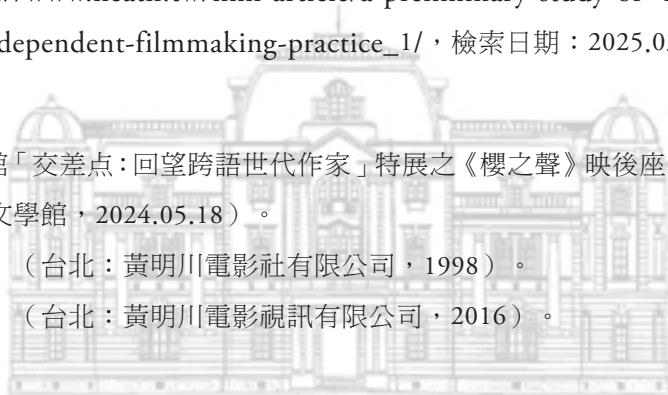 dependent-filmmaking-practice_1/，檢索日期：2025.0
館「交差点：回望跨語世代作家」特展之《櫻之聲》映後座
文學館，2024.05.18）。
（台北：黃明川電影社有限公司，1998）。
（台北：黃明川電影視訊有限公司，2016）。